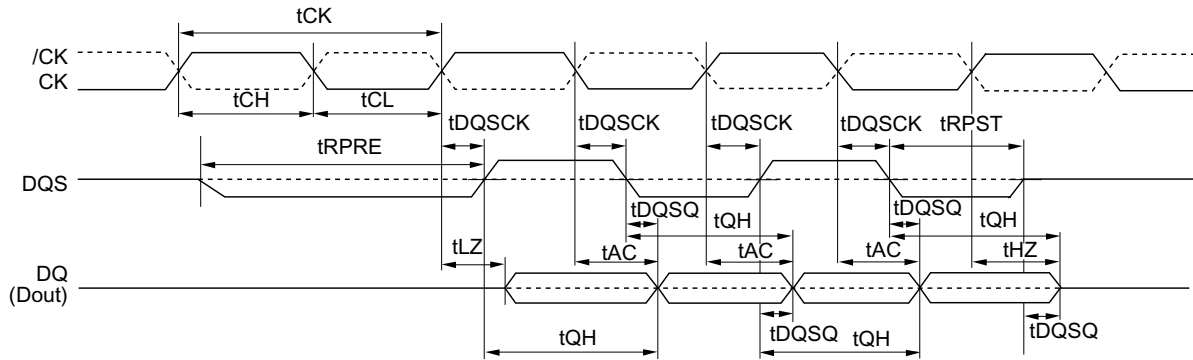 tCK
/CK
CK
tCH
tCL
tDQSCK
tDQSCK
tDQSCK
tDQSCK
tRPST
tRPRE
DQS
tDQSQ
tDQSQ
tQH
tQH
tLZ
tAC
tAC
tAC
tHZ
DQ
(Dout)
tDQSQ
tDQSQ
tQH
tQH